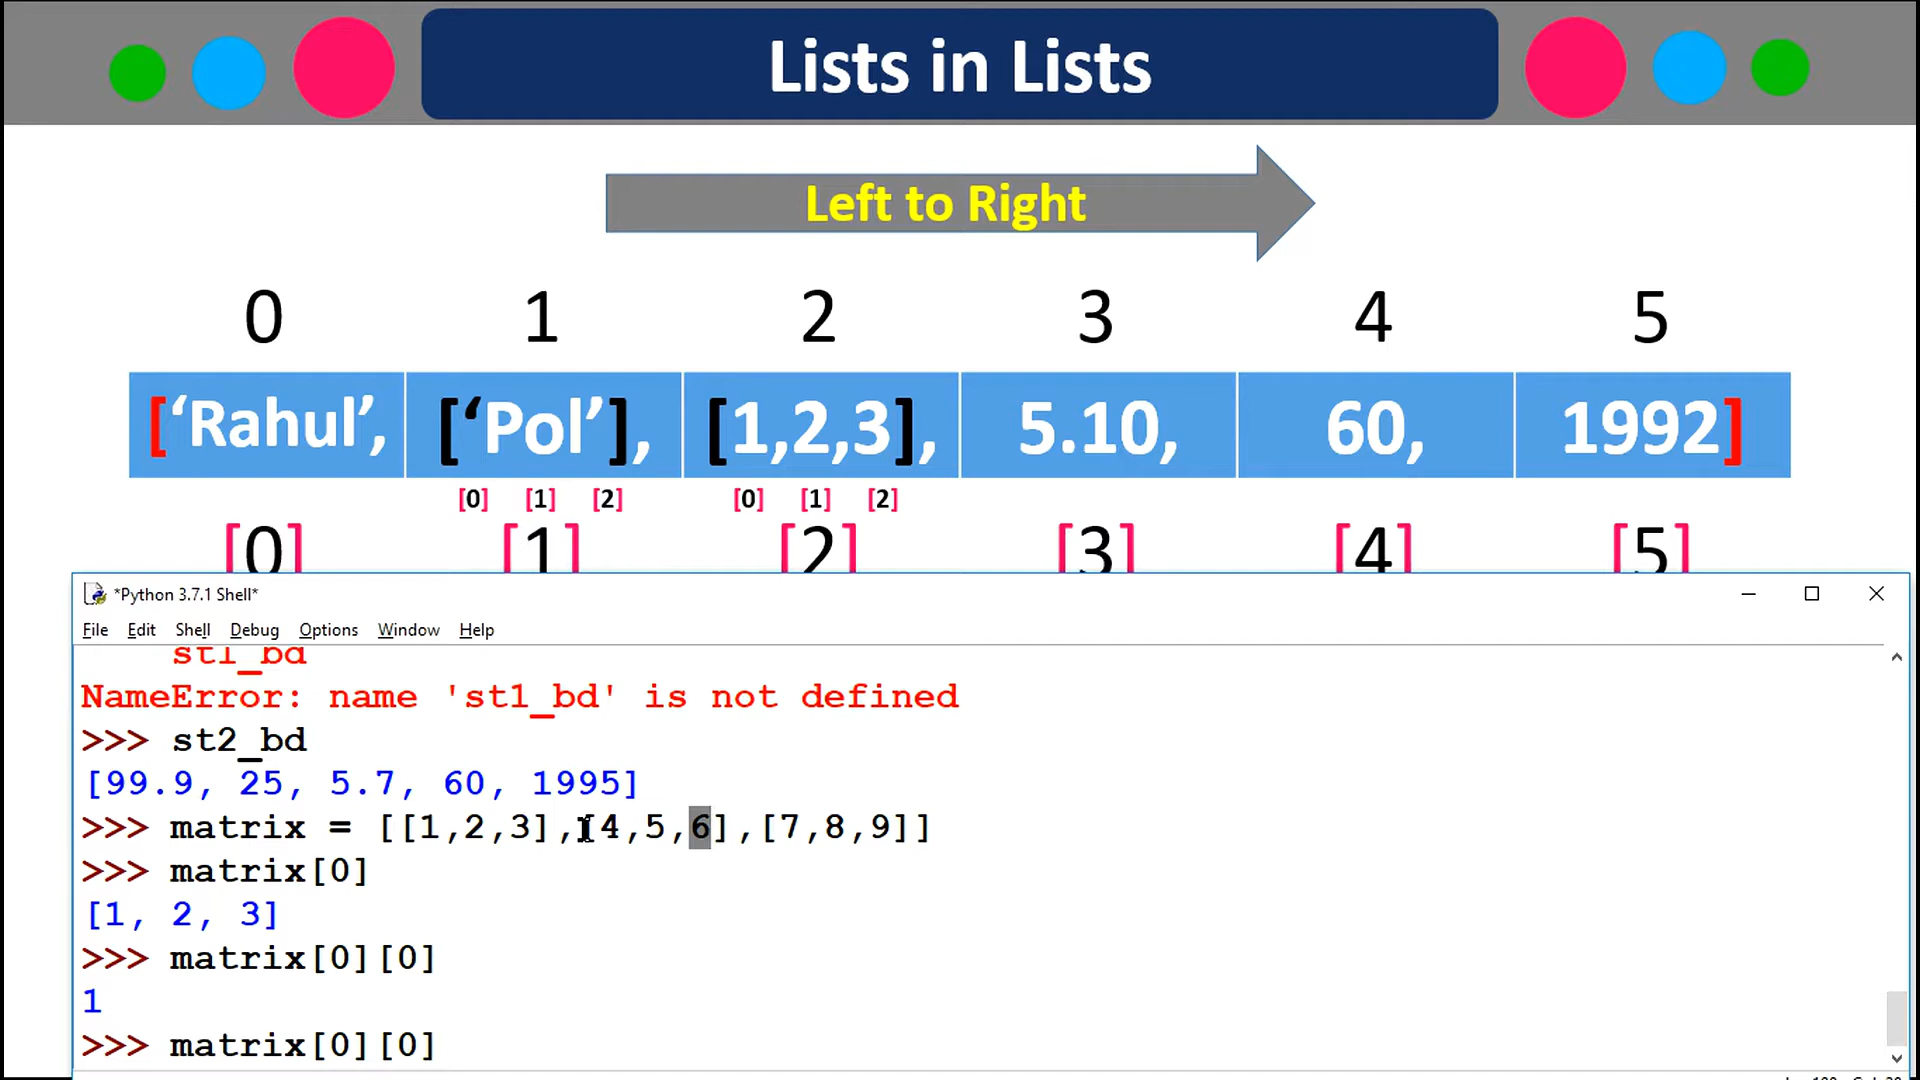 Lists in Lists
Left to Right
0 1 2 3 4 5
[‘Rahul’, [‘Pol’], [1,2,3], 5.10, 60, 1992]
[0] [1] [2] [0] [1] [2]
[0] [1] [2] [3] [4] [5]
*Python 3.7.1 Shell*
File Edit Shell Debug Options Window Help
st1_bd
NameError: name 'st1_bd' is not defined
>>> st2_bd
[99.9, 25, 5.7, 60, 1995]
>>> matrix = [[1,2,3],[4,5,6],[7,8,9]]
>>> matrix[0]
[1, 2, 3]
>>> matrix[0][0]
1
>>> matrix[0][0]